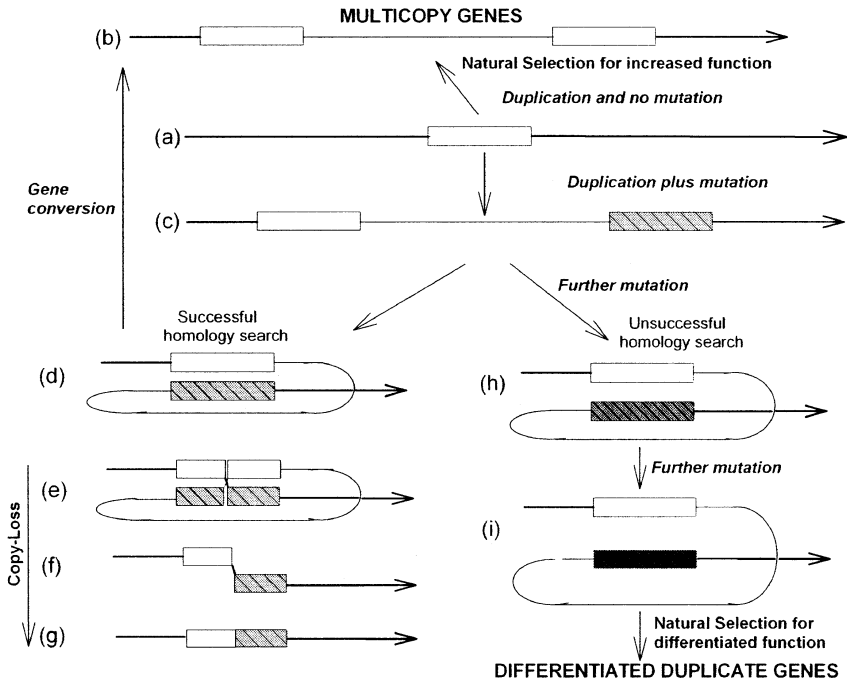 MULTICOPY GENES
(b)
Natural Selection for increased function
Duplication and no mutation
(a)
Gene
conversion
Duplication plus mutation
(c)
Further mutation
Successful
homology search
Unsuccessful
homology search
(d)
(h)
Further mutation
(e)
(i)
Copy-Loss
(f)
(g)
Natural Selection for
differentiated function
DIFFERENTIATED DUPLICATE GENES